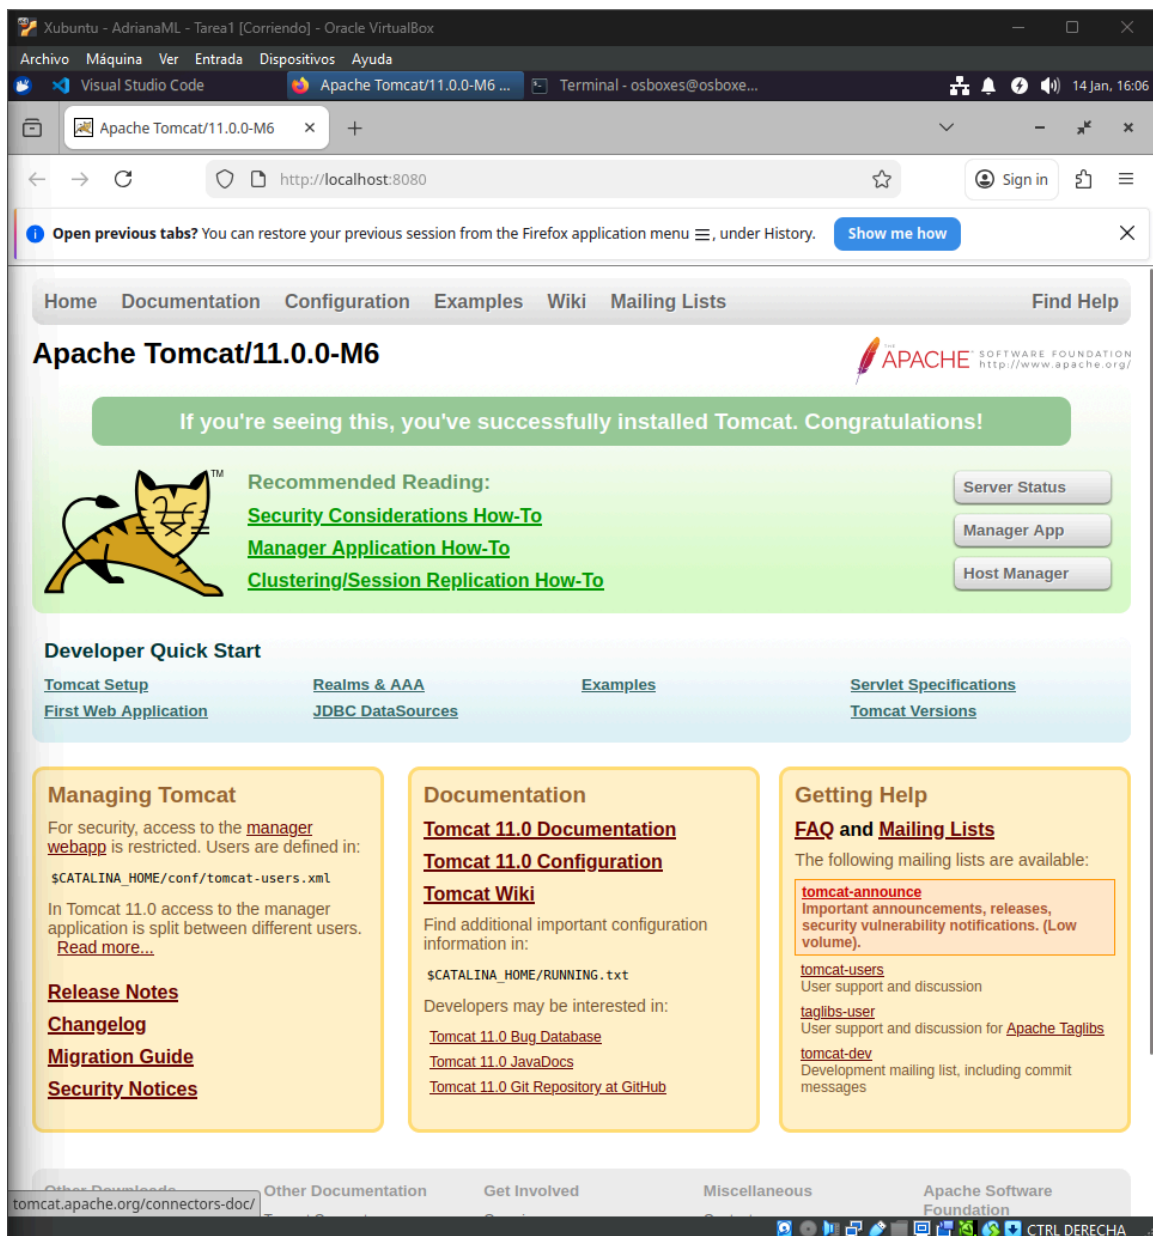 Xubuntu - AdrianaML - Tarea1 [Corriendo] - Oracle VirtualBox
Archivo Máquina Ver Entrada Dispositivos Ayuda
Visual Studio Code Apache Tomcat/11.0.0-M6 ... Terminal - osboxes@osboxe... 14 Jan, 16:06
Apache Tomcat/11.0.0-M6
http://localhost:8080 Sign in
Open previous tabs? You can restore your previous session from the Firefox application menu ☰, under History. Show me how
Home Documentation Configuration Examples Wiki Mailing Lists Find Help
Apache Tomcat/11.0.0-M6
THE APACHE SOFTWARE FOUNDATION
http://www.apache.org/
If you're seeing this, you've successfully installed Tomcat. Congratulations!
TM
Recommended Reading:
Security Considerations How-To
Manager Application How-To
Clustering/Session Replication How-To
Server Status
Manager App
Host Manager
Developer Quick Start
Tomcat Setup
First Web Application
Realms & AAA
JDBC DataSources
Examples
Servlet Specifications
Tomcat Versions
Managing Tomcat
For security, access to the manager
webapp is restricted. Users are defined in:
$CATALINA_HOME/conf/tomcat-users.xml
In Tomcat 11.0 access to the manager
application is split between different users.
Read more...
Release Notes
Changelog
Migration Guide
Security Notices
Documentation
Tomcat 11.0 Documentation
Tomcat 11.0 Configuration
Tomcat Wiki
Find additional important configuration
information in:
$CATALINA_HOME/RUNNING.txt
Developers may be interested in:
Tomcat 11.0 Bug Database
Tomcat 11.0 JavaDocs
Tomcat 11.0 Git Repository at GitHub
Getting Help
FAQ and Mailing Lists
The following mailing lists are available:
tomcat-announce
Important announcements, releases,
security vulnerability notifications. (Low
volume).
tomcat-users
User support and discussion
taglibs-user
User support and discussion for Apache Taglibs
tomcat-dev
Development mailing list, including commit
messages
Other Downloads
Other Documentation
Get Involved
Miscellaneous
Apache Software
Foundation
tomcat.apache.org/connectors-doc/
CTRL DERECHA